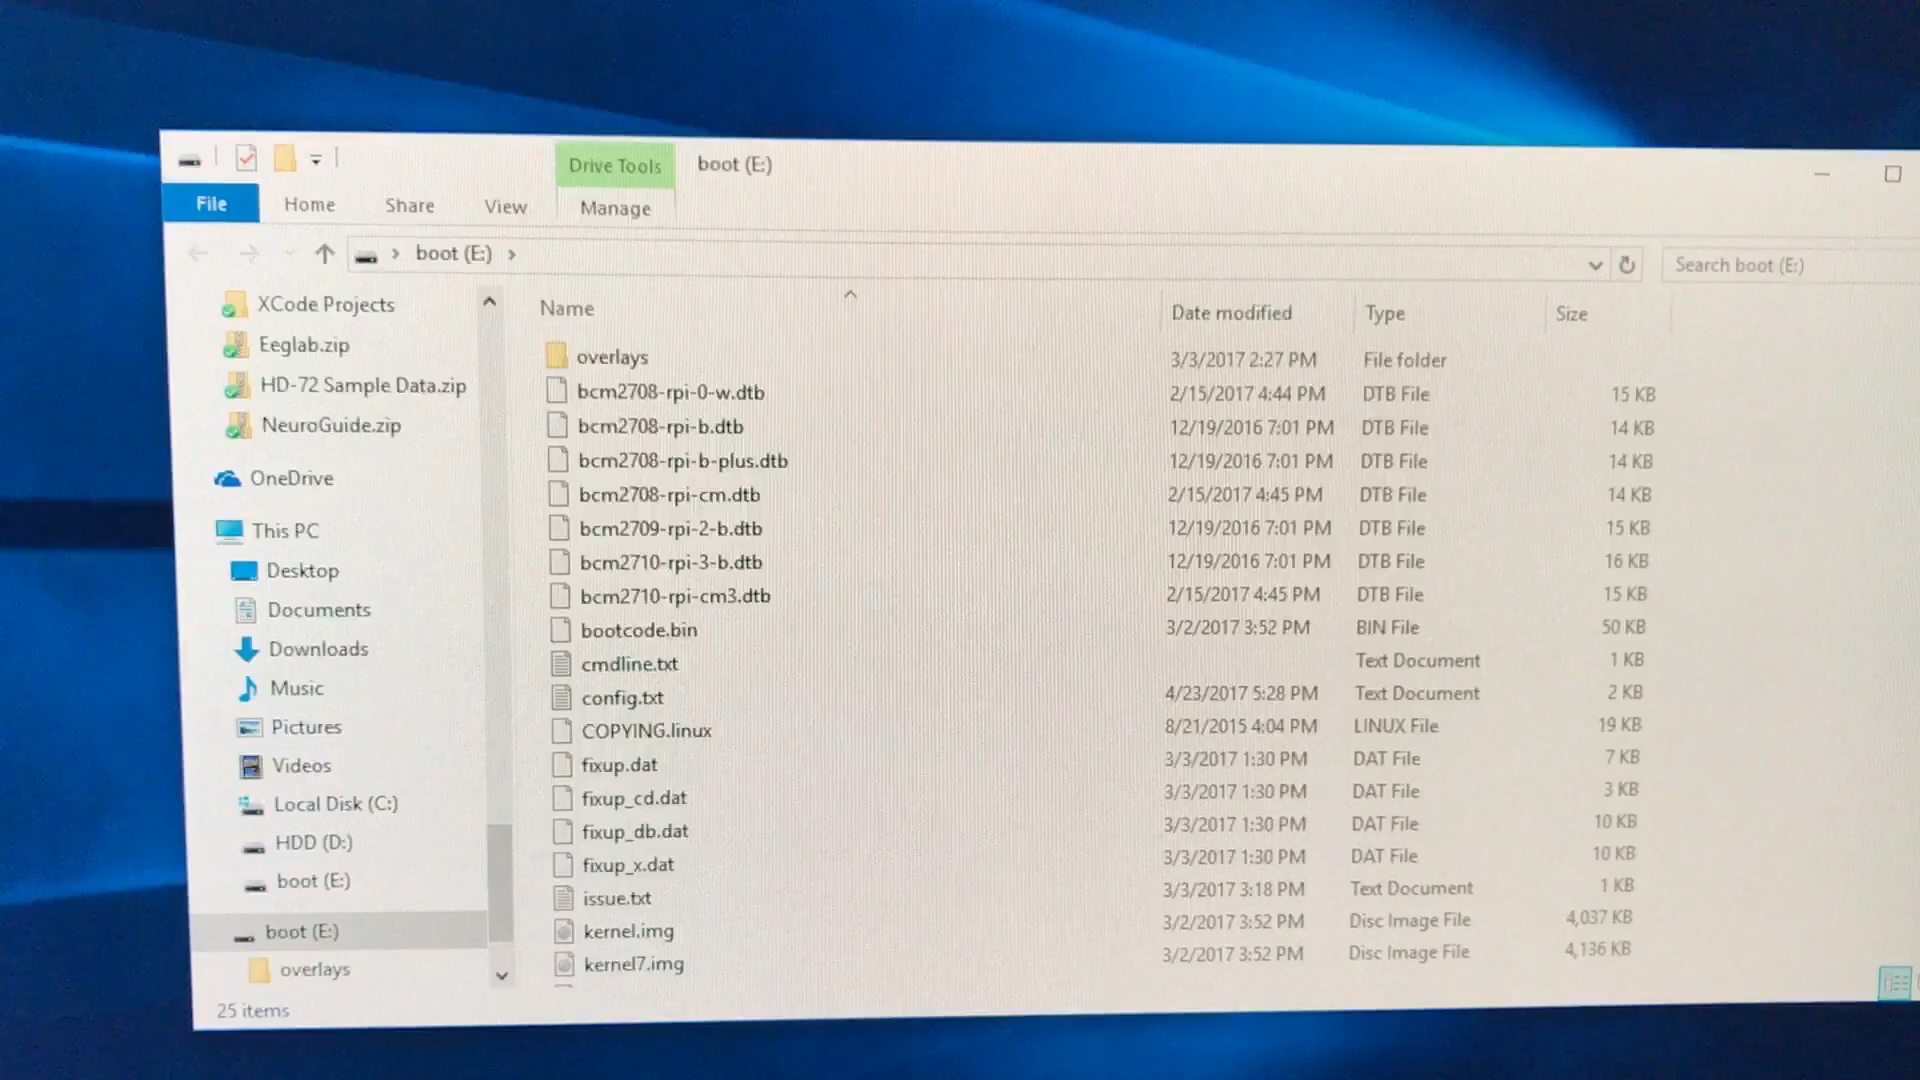 Drive Tools boot (E:)
File Home Share View Manage
boot (E:)
Search boot (E:)
XCode Projects
Eeglab.zip
HD-72 Sample Data.zip
NeuroGuide.zip
OneDrive
This PC
Desktop
Documents
Downloads
Music
Pictures
Videos
Local Disk (C:)
HDD (D:)
boot (E:)
boot (E:)
overlays
25 items
Name Date modified Type Size
overlays 3/3/2017 2:27 PM File folder
bcm2708-rpi-0-w.dtb 2/15/2017 4:44 PM DTB File 15 KB
bcm2708-rpi-b.dtb 12/19/2016 7:01 PM DTB File 14 KB
bcm2708-rpi-b-plus.dtb 12/19/2016 7:01 PM DTB File 14 KB
bcm2708-rpi-cm.dtb 2/15/2017 4:45 PM DTB File 14 KB
bcm2709-rpi-2-b.dtb 12/19/2016 7:01 PM DTB File 15 KB
bcm2710-rpi-3-b.dtb 12/19/2016 7:01 PM DTB File 16 KB
bcm2710-rpi-cm3.dtb 2/15/2017 4:45 PM DTB File 15 KB
bootcode.bin 3/2/2017 3:52 PM BIN File 50 KB
cmdline.txt Text Document 1 KB
config.txt 4/23/2017 5:28 PM Text Document 2 KB
COPYING.linux 8/21/2015 4:04 PM LINUX File 19 KB
fixup.dat 3/3/2017 1:30 PM DAT File 7 KB
fixup_cd.dat 3/3/2017 1:30 PM DAT File 3 KB
fixup_db.dat 3/3/2017 1:30 PM DAT File 10 KB
fixup_x.dat 3/3/2017 1:30 PM DAT File 10 KB
issue.txt 3/3/2017 3:18 PM Text Document 1 KB
kernel.img 3/2/2017 3:52 PM Disc Image File 4,037 KB
kernel7.img 3/2/2017 3:52 PM Disc Image File 4,136 KB